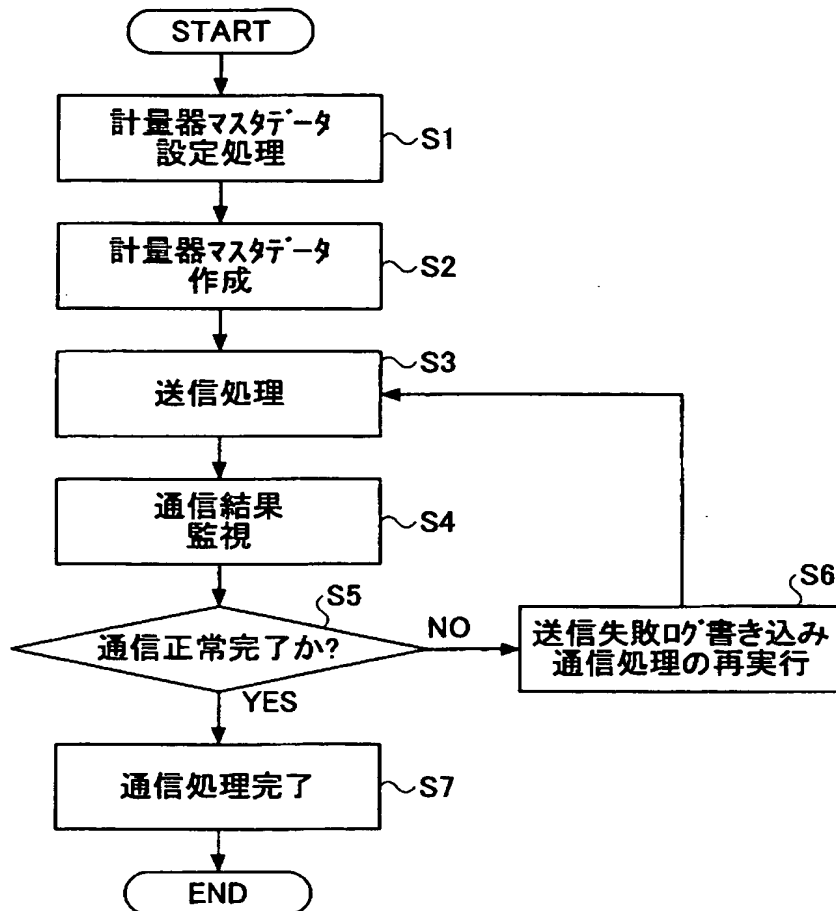 START
計量器マスタデータ
設定処理
S1
計量器マスタデータ
作成
S2
送信処理
S3
通信結果
監視
S4
通信正常完了か?
S5
NO
YES
送信失敗ログ書き込み
通信処理の再実行
S6
通信処理完了
S7
END